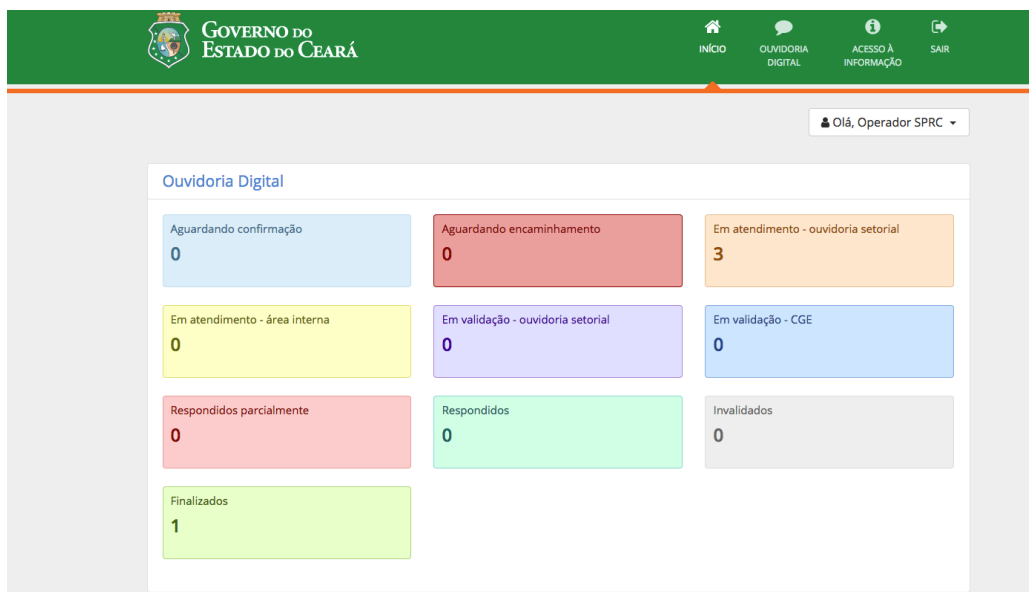 GOVERNO DO
ESTADO DO CEARÁ
INÍCIO
OUVIDORIA
DIGITAL
ACESSO À
INFORMAÇÃO
SAIR
Olá, Operador SPRC
Ouvidoria Digital
Aguardando confirmação
0
Aguardando encaminhamento
0
Em atendimento - ouvidoria setorial
3
Em atendimento - área interna
0
Em validação - ouvidoria setorial
0
Em validação - CGE
0
Respondidos parcialmente
0
Respondidos
0
Invalidados
0
Finalizados
1